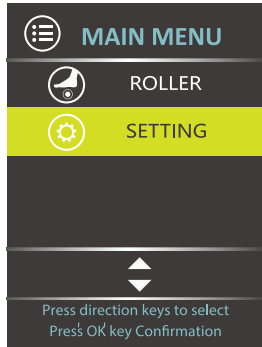 MAIN MENU
ROLLER
SETTING
Press direction keys to select
Press OK key Confirmation